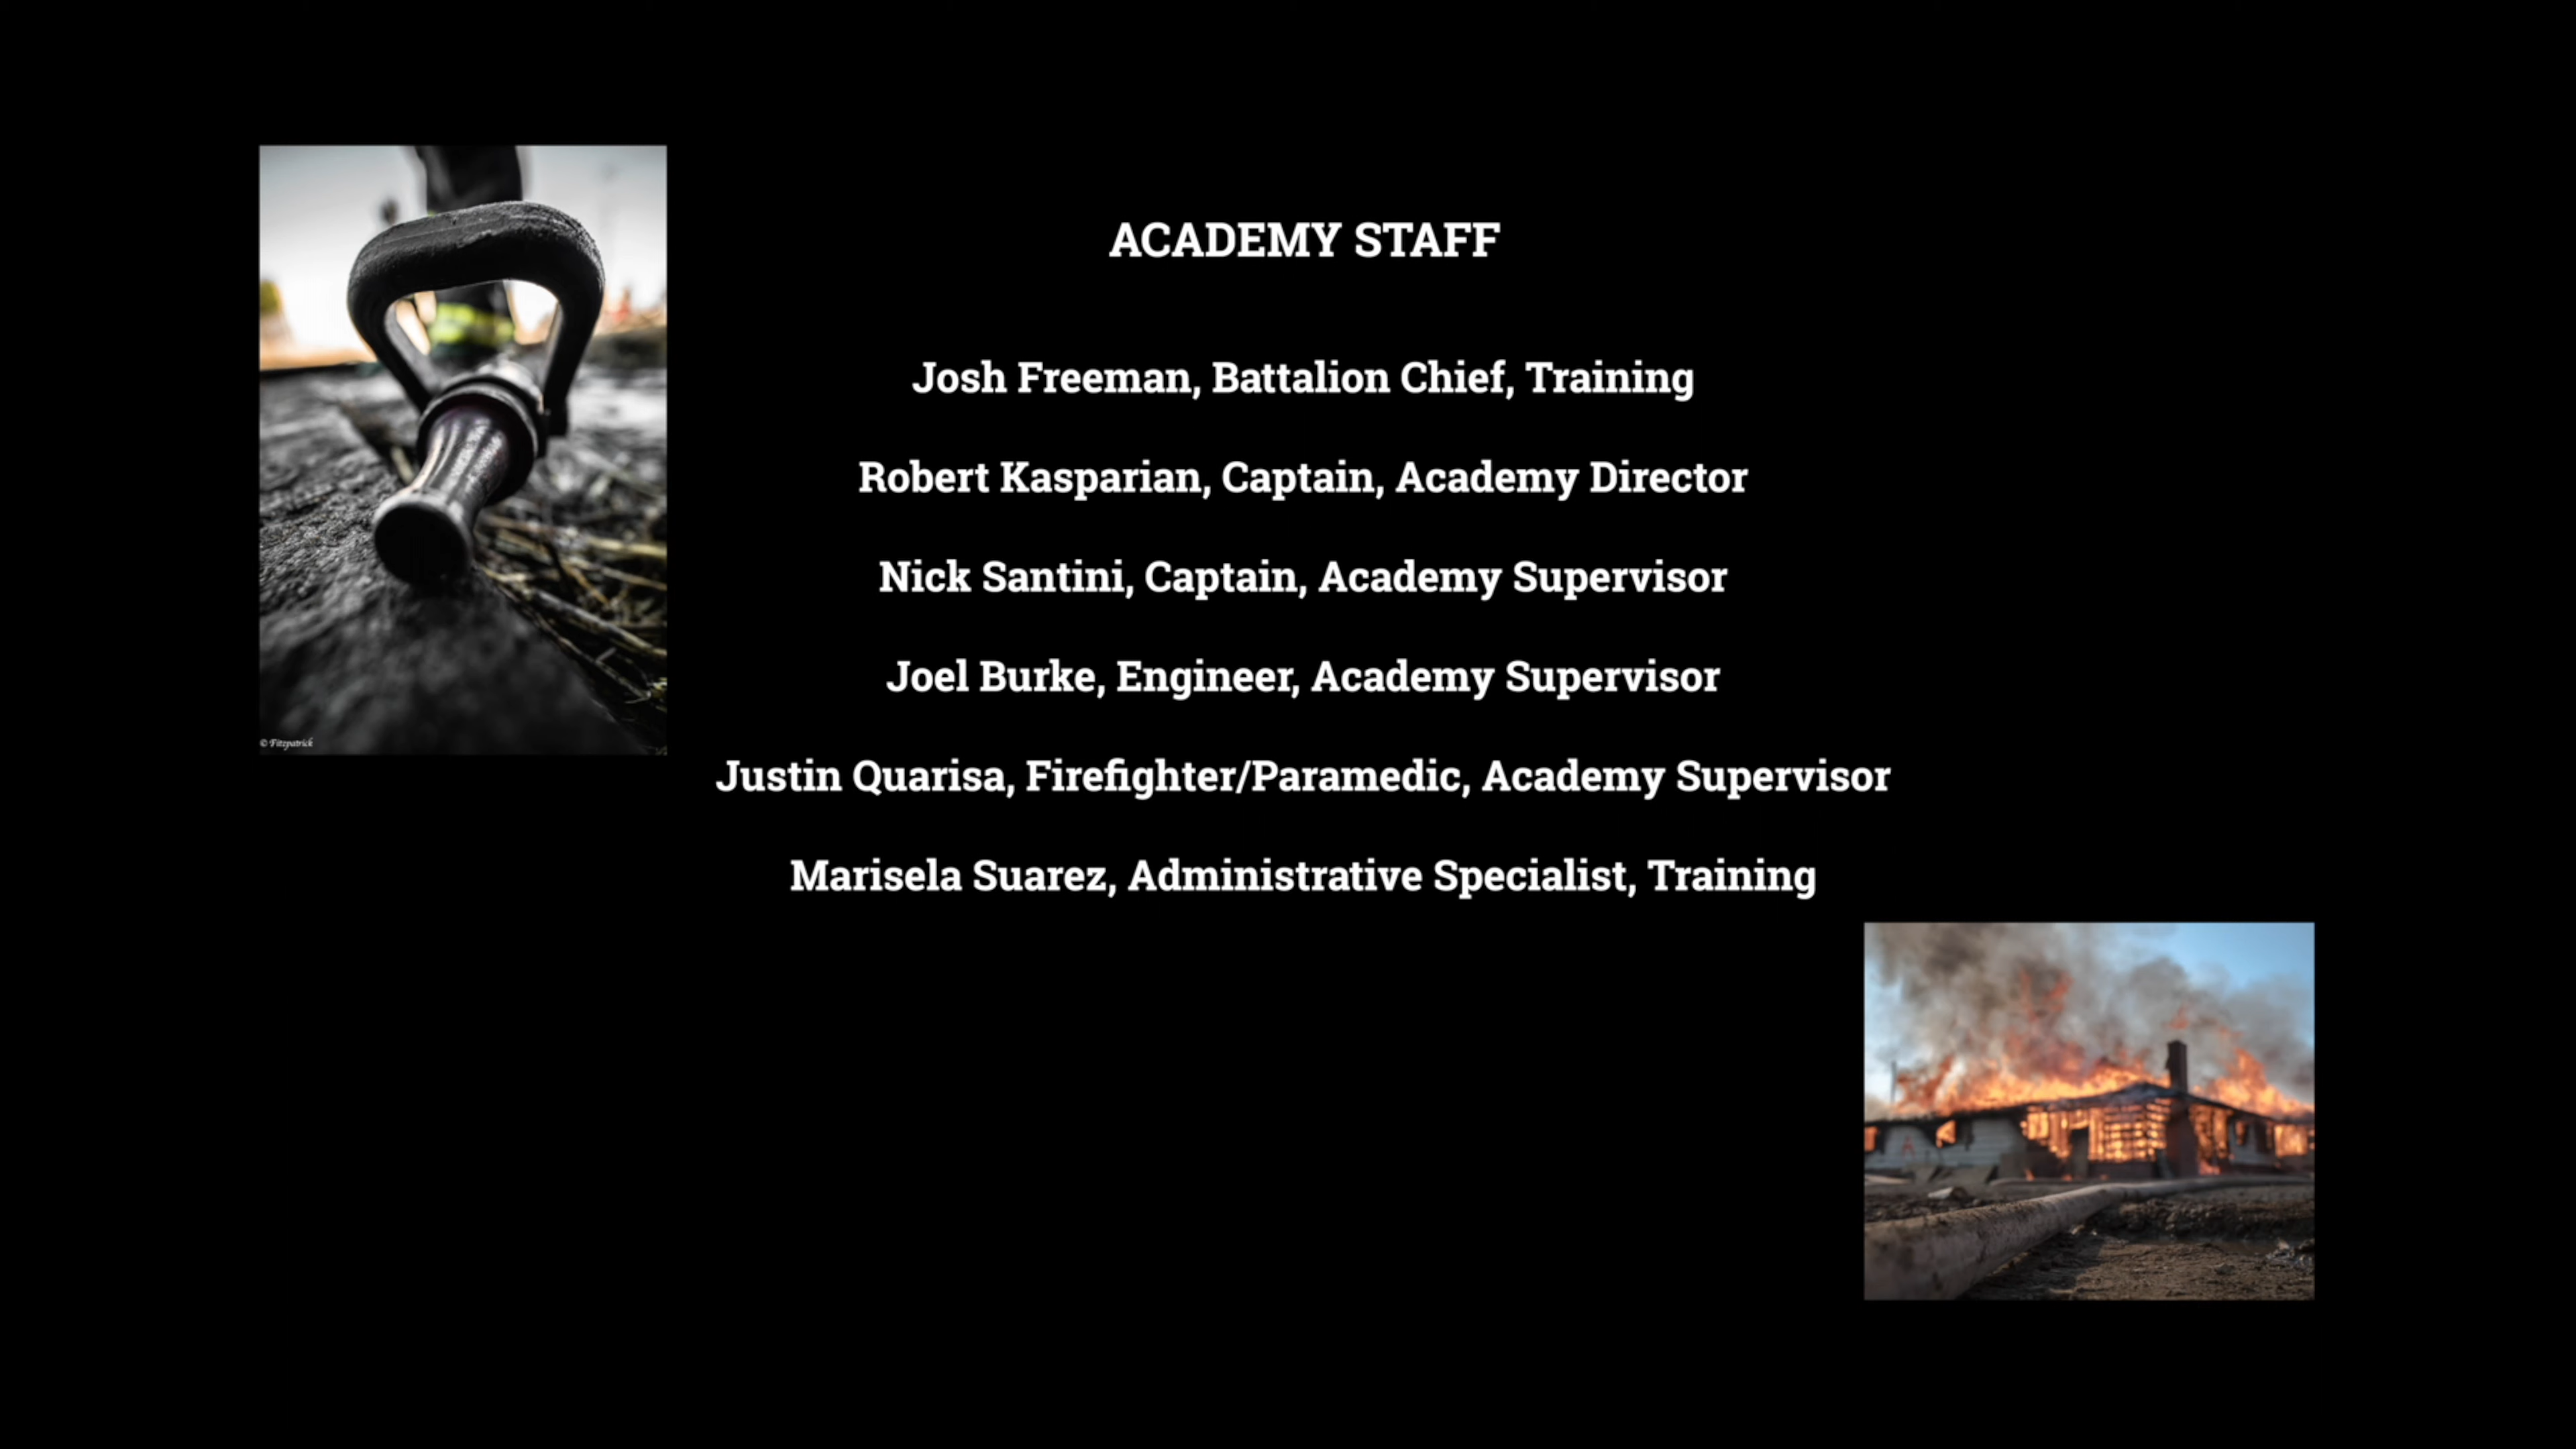 ACADEMY STAFF
Josh Freeman, Battalion Chief, Training
Robert Kasparian, Captain, Academy Director
Nick Santini, Captain, Academy Supervisor
Joel Burke, Engineer, Academy Supervisor
Justin Quarisa, Firefighter/Paramedic, Academy Supervisor
Marisela Suarez, Administrative Specialist, Training
© Fitzpatrick